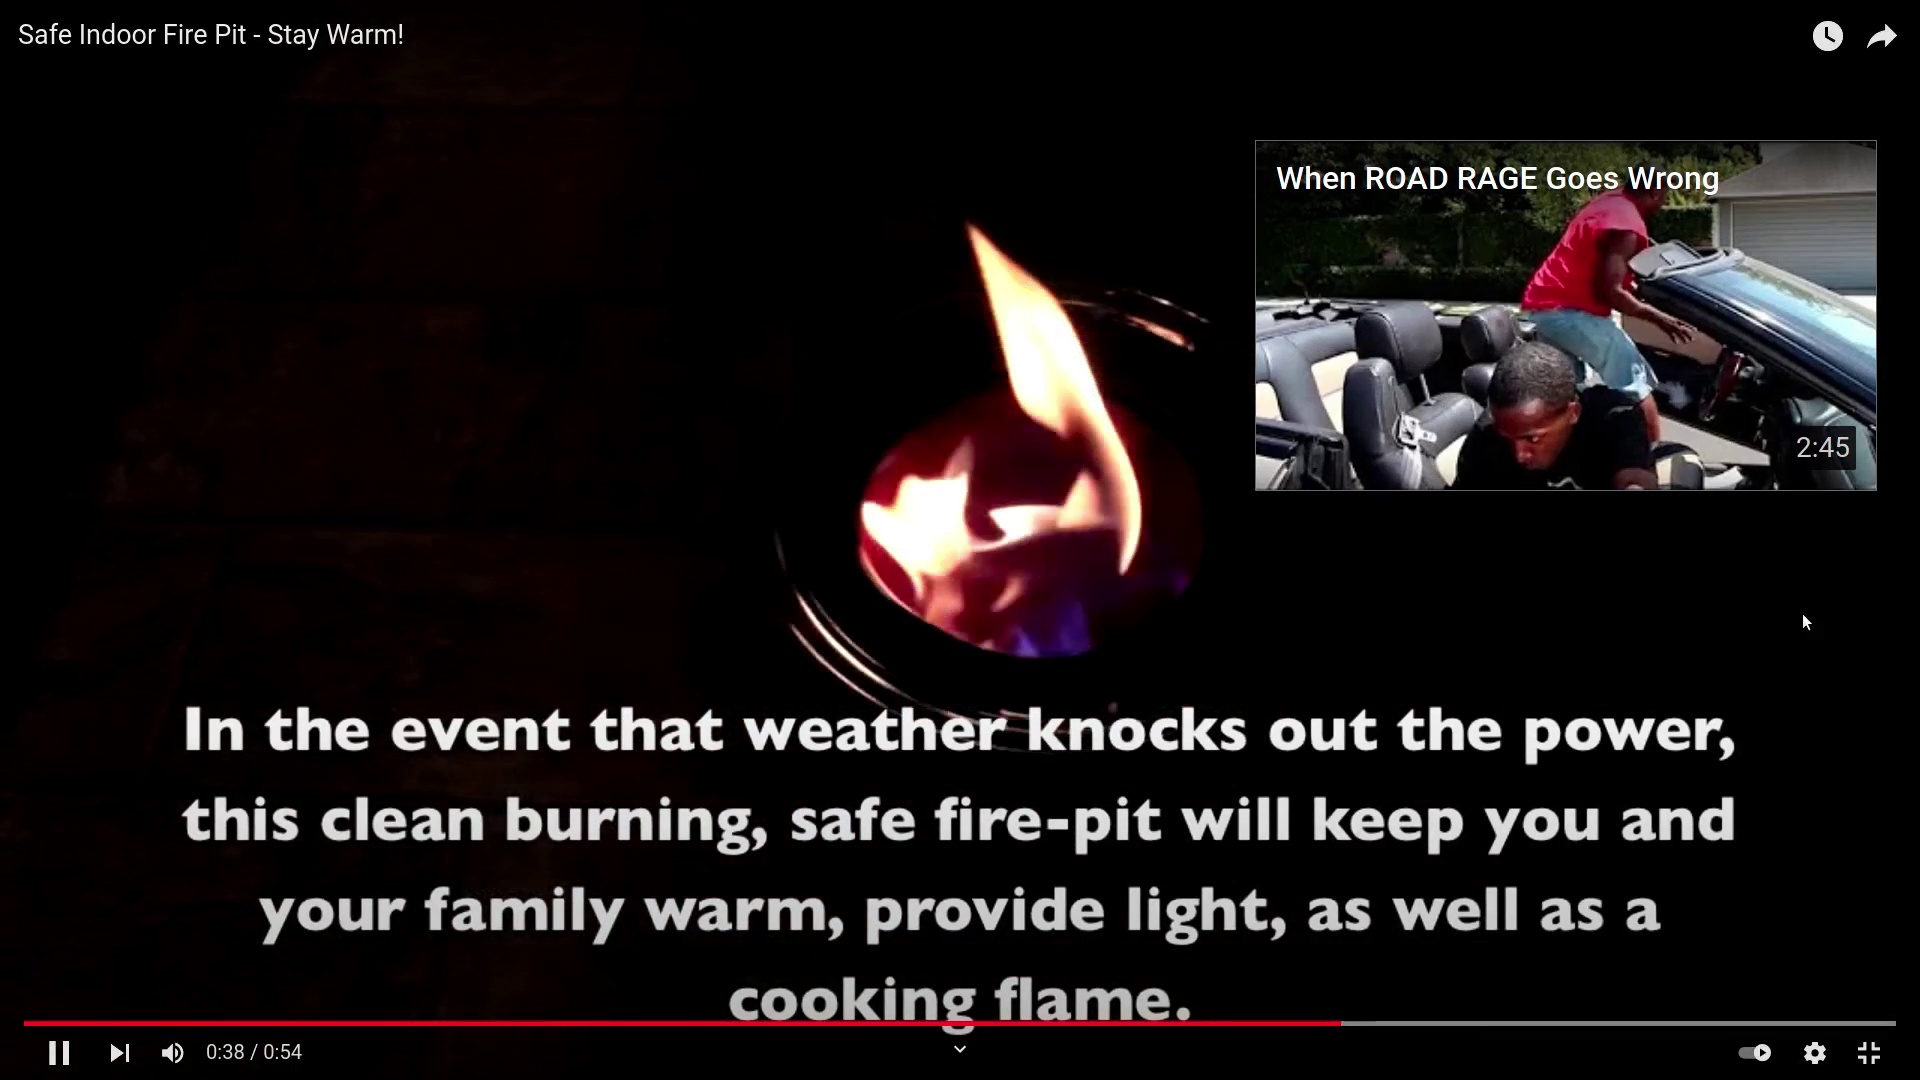 Safe Indoor Fire Pit - Stay Warm!
When ROAD RAGE Goes Wrong
2:45
In the event that weather knocks out the power,
this clean burning, safe fire-pit will keep you and
your family warm, provide light, as well as a
cooking flame.
0:38 / 0:54